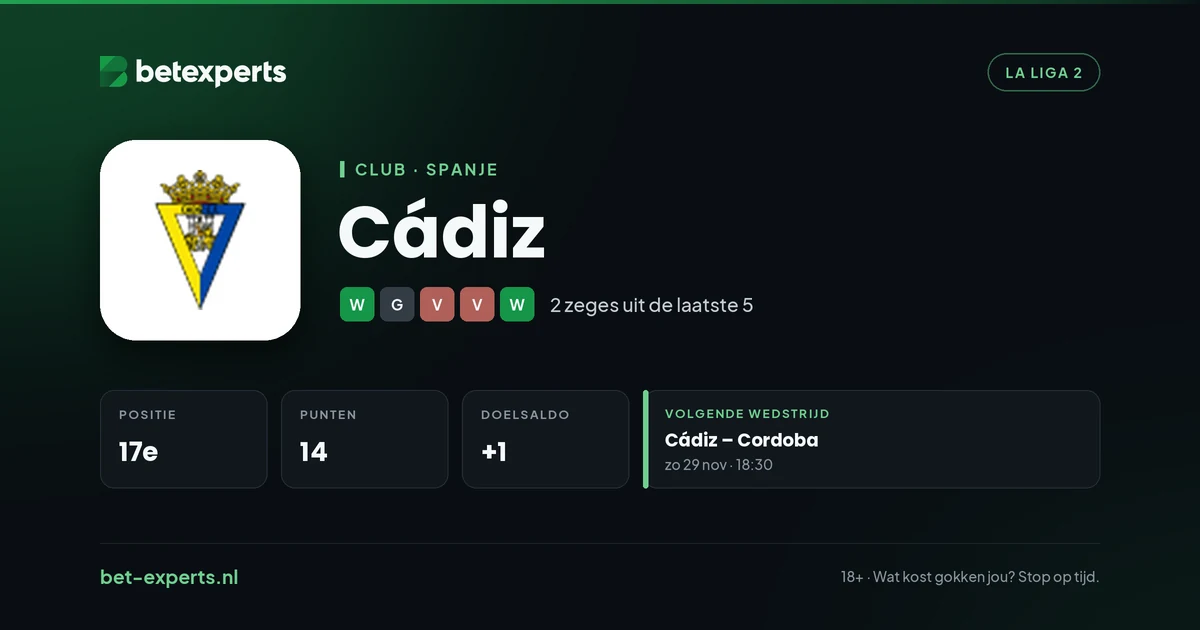 betexperts
LA LIGA 2
CLUB · SPANJE
Cádiz
W G V V W 2 zeges uit de laatste 5
POSITIE
17e
PUNTEN
14
DOELSALDO
+1
VOLGENDE WEDSTRIJD
Cádiz – Cordoba
zo 29 nov · 18:30
bet-experts.nl
18+ · Wat kost gokken jou? Stop op tijd.